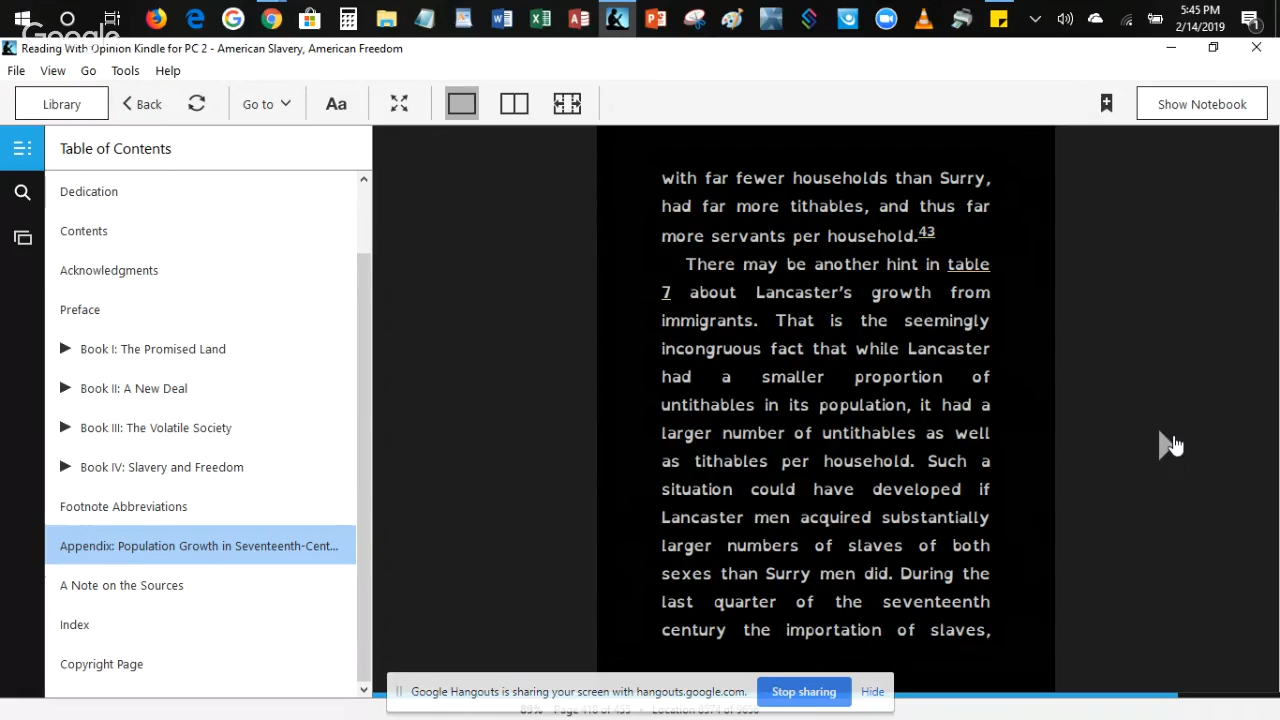 5:45 PM
2/14/2019
Google
Reading With Opinion Kindle for PC 2 - American Slavery, American Freedom
File View Go Tools Help
Library Back Go to Aa Show Notebook
Table of Contents
Dedication
Contents
Acknowledgments
Preface
Book I: The Promised Land
Book II: A New Deal
Book III: The Volatile Society
Book IV: Slavery and Freedom
Footnote Abbreviations
Appendix: Population Growth in Seventeenth-Cent...
A Note on the Sources
Index
Copyright Page
with far fewer households than Surry,
had far more tithables, and thus far
more servants per household.43
There may be another hint in table
7 about Lancaster's growth from
immigrants. That is the seemingly
incongruous fact that while Lancaster
had a smaller proportion of
untithables in its population, it had a
larger number of untithables as well
as tithables per household. Such a
situation could have developed if
Lancaster men acquired substantially
larger numbers of slaves of both
sexes than Surry men did. During the
last quarter of the seventeenth
century the importation of slaves,
Google Hangouts is sharing your screen with hangouts.google.com. Stop sharing Hide